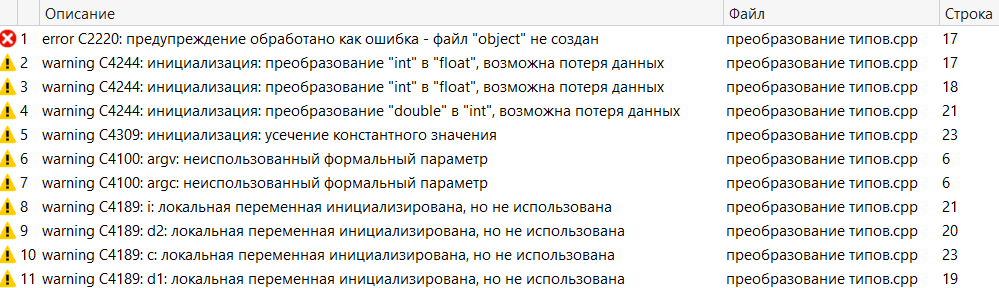 Описание Файл Строка
1 error C2220: предупреждение обработано как ошибка - файл "object" не создан преобразование типов.cpp 17
2 warning C4244: инициализация: преобразование "int" в "float", возможна потеря данных преобразование типов.cpp 17
3 warning C4244: инициализация: преобразование "int" в "float", возможна потеря данных преобразование типов.cpp 18
4 warning C4244: инициализация: преобразование "double" в "int", возможна потеря данных преобразование типов.cpp 21
5 warning C4309: инициализация: усечение константного значения преобразование типов.cpp 23
6 warning C4100: argv: неиспользованный формальный параметр преобразование типов.cpp 6
7 warning C4100: argc: неиспользованный формальный параметр преобразование типов.cpp 6
8 warning C4189: i: локальная переменная инициализирована, но не использована преобразование типов.cpp 21
9 warning C4189: d2: локальная переменная инициализирована, но не использована преобразование типов.cpp 20
10 warning C4189: c: локальная переменная инициализирована, но не использована преобразование типов.cpp 23
11 warning C4189: d1: локальная переменная инициализирована, но не использована преобразование типов.cpp 19